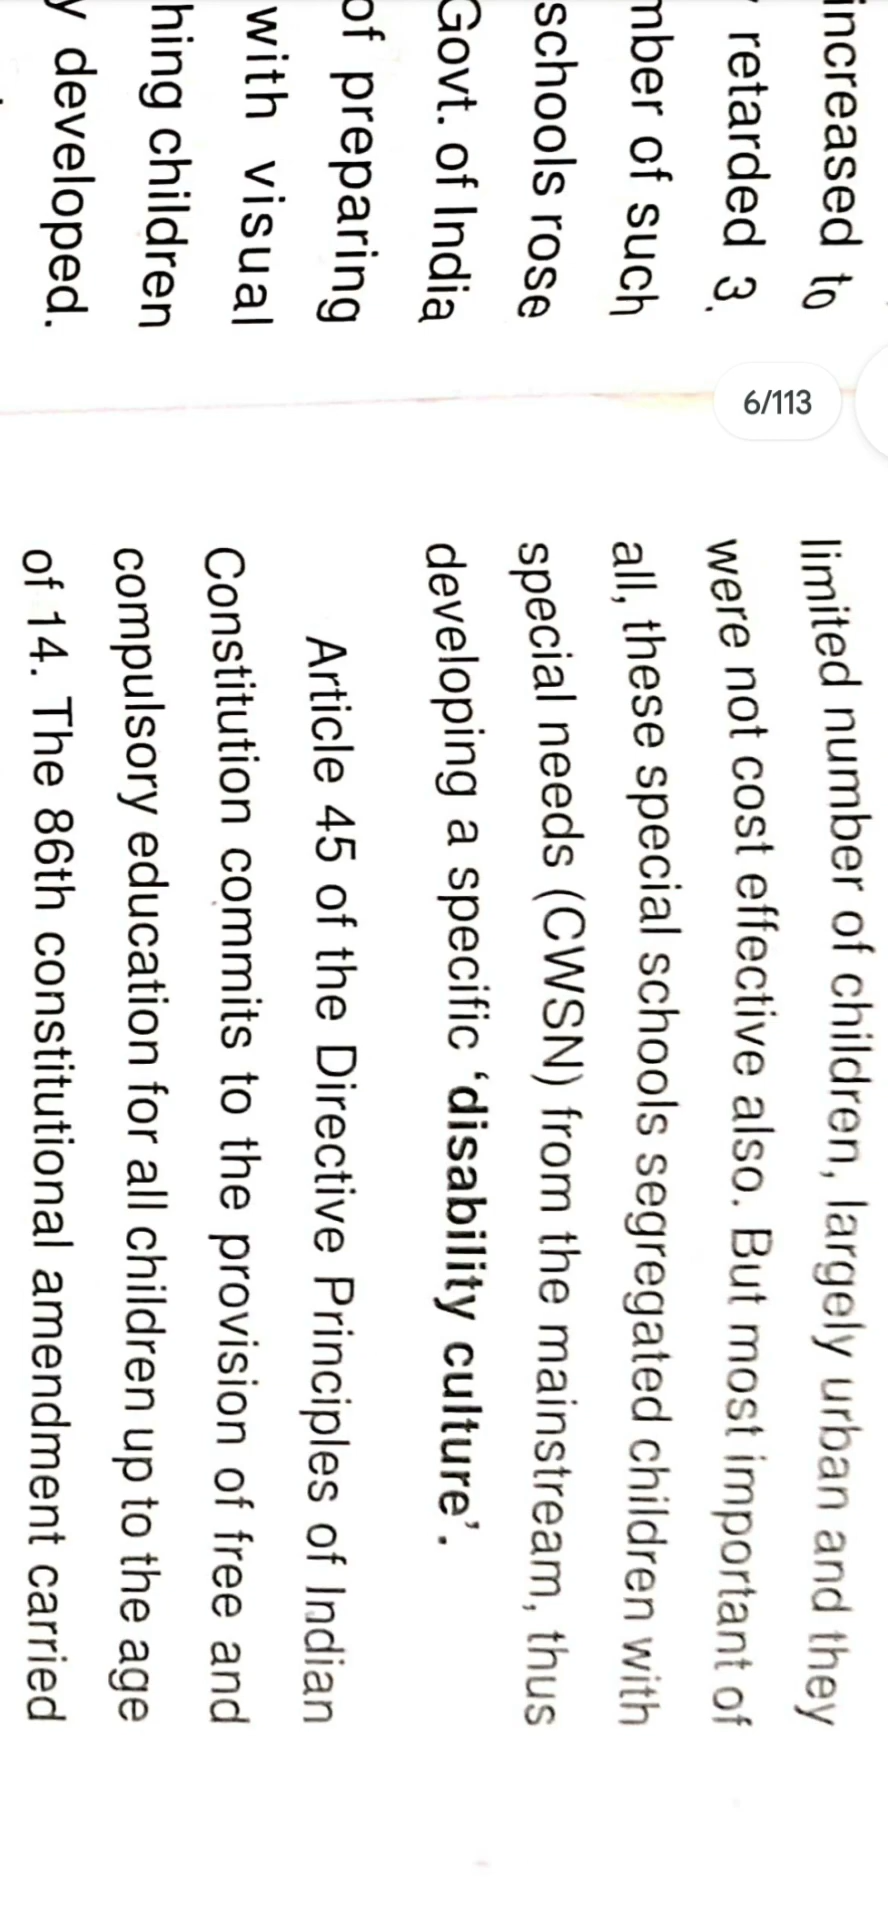 increased to
retarded 3.
mber of such
schools rose
Govt. of India
of preparing
with visual
hing children
y developed.
6/113
limited number of children, largely urban and they
were not cost effective also. But most important of
all, these special schools segregated children with
special needs (CWSN) from the mainstream, thus
developing a specific ‘disability culture’.
Article 45 of the Directive Principles of Indian
Constitution commits to the provision of free and
compulsory education for all children up to the age
of 14. The 86th constitutional amendment carried